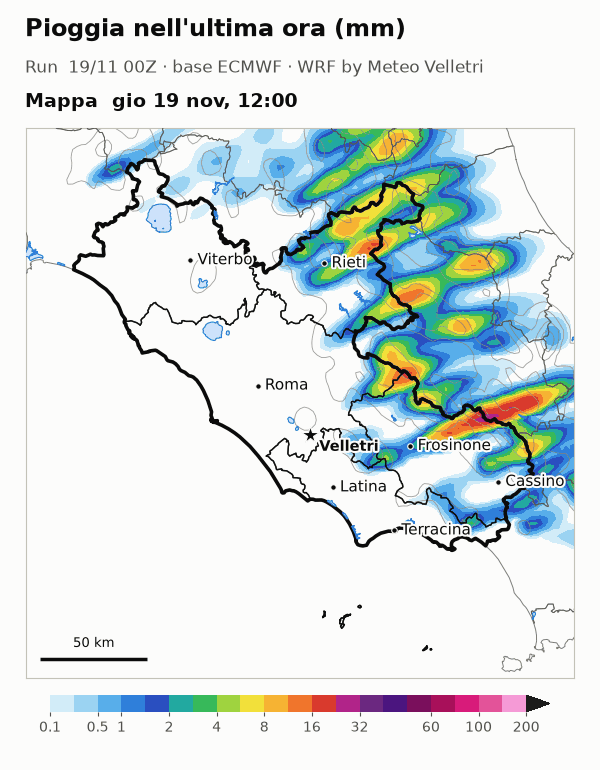 Pioggia nell'ultima ora (mm)
Run 19/11 00Z · base ECMWF · WRF by Meteo Velletri
Mappa gio 19 nov, 12:00
Viterbo
Rieti
Roma
Velletri
Frosinone
Latina
Cassino
Terracina
50 km
0.1 0.5 1 2 4 8 16 32 60 100 200